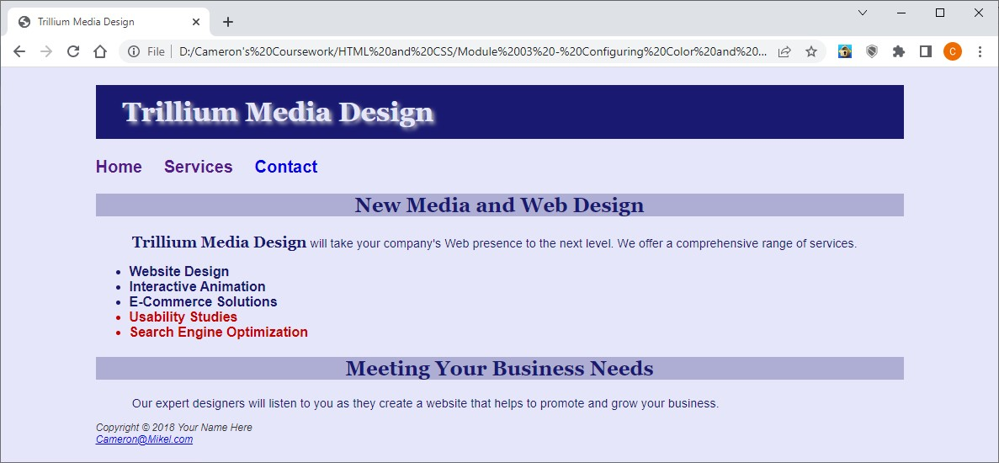 Trillium Media Design
File
D:/Cameron's%20Coursework/HTML%20and%20CSS/Module%2003%20-%20Configuring%20Color%20and%20...
C
Trillium Media Design
Home Services Contact
New Media and Web Design
Trillium Media Design will take your company's Web presence to the next level. We offer a comprehensive range of services.
• Website Design
• Interactive Animation
• E-Commerce Solutions
• Usability Studies
• Search Engine Optimization
Meeting Your Business Needs
Our expert designers will listen to you as they create a website that helps to promote and grow your business.
Copyright © 2018 Your Name Here
Cameron@Mikel.com